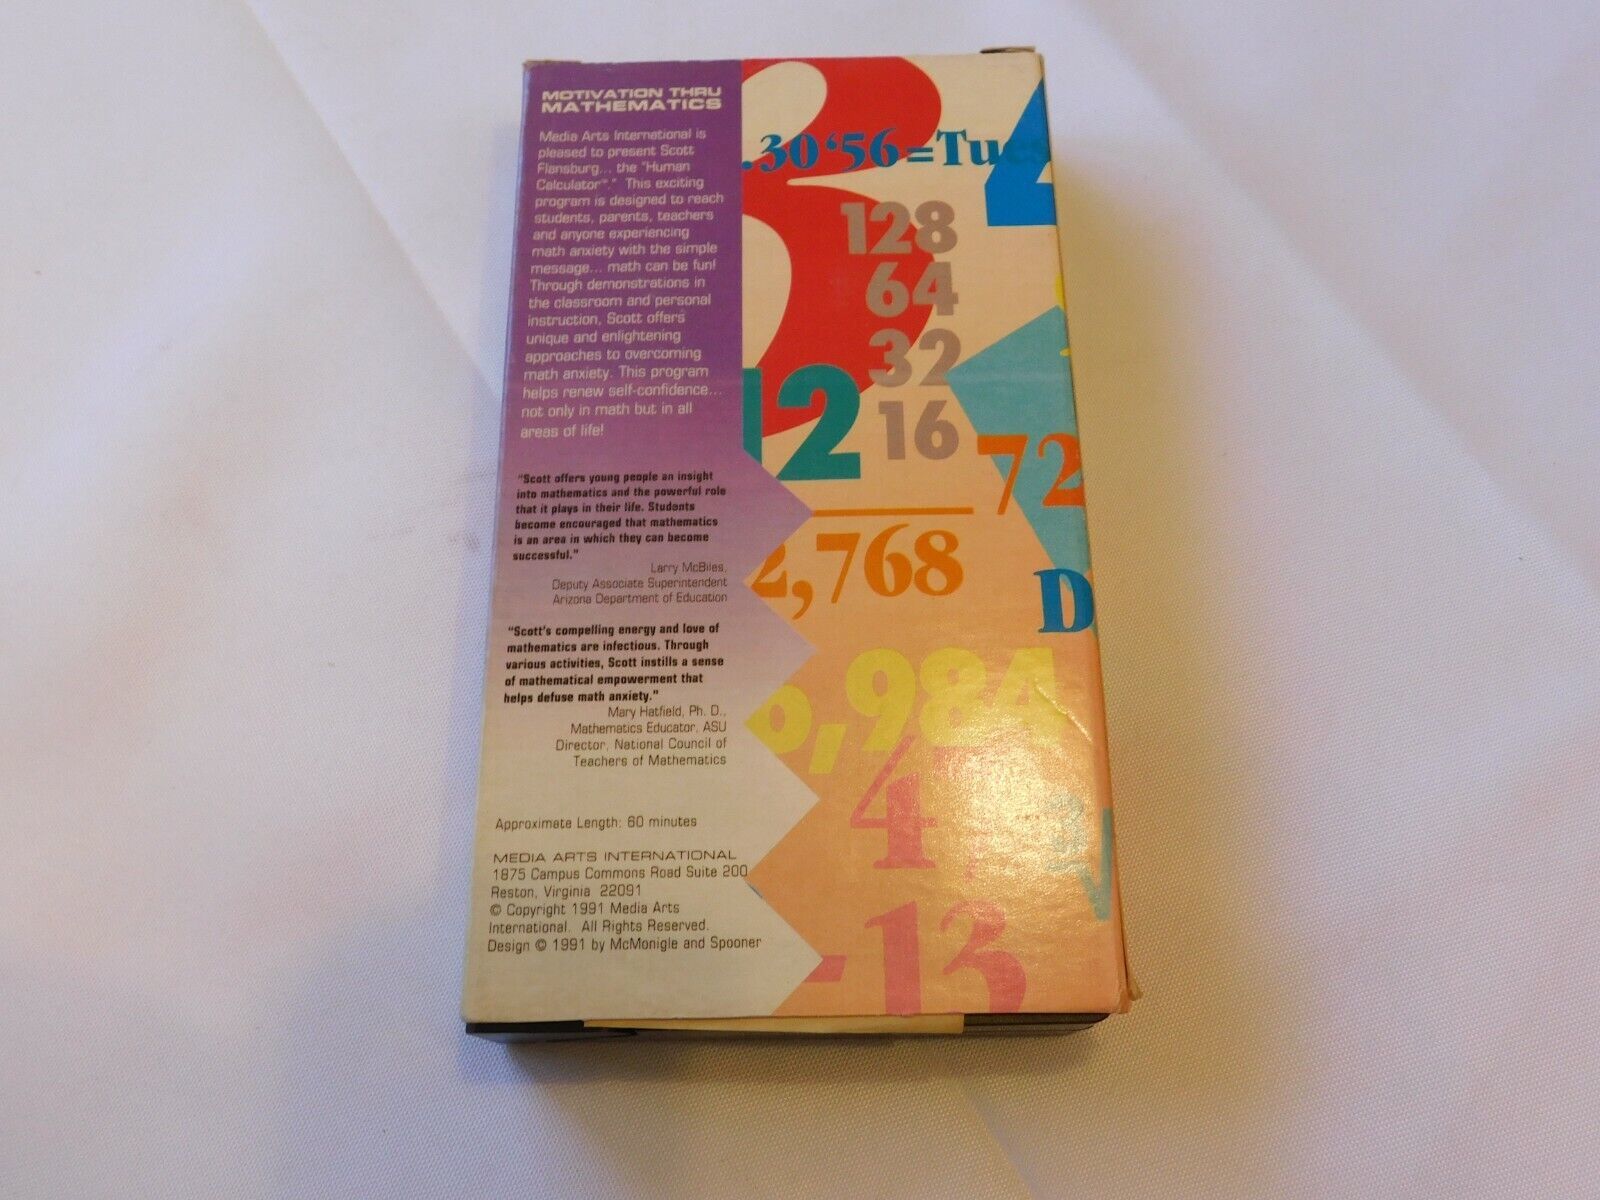 MOTIVATION THRU
MATHEMATICS
Media Arts International is
pleased to present Scott
Flansburg... the "Human
Calculator™." This exciting
program is designed to reach
students, parents, teachers
and anyone experiencing
math anxiety with the simple
message... math can be fun!
Through demonstrations in
the classroom and personal
instruction, Scott offers
unique and enlightening
approaches to overcoming
math anxiety. This program
helps renew self-confidence...
not only in math but in all
areas of life!
"Scott offers young people an insight
into mathematics and the powerful role
that it plays in their life. Students
become encouraged that mathematics
is an area in which they can become
successful."
Larry McBiles,
Deputy Associate Superintendent
Arizona Department of Education
"Scott's compelling energy and love of
mathematics are infectious. Through
various activities, Scott instills a sense
of mathematical empowerment that
helps defuse math anxiety."
Mary Hatfield, Ph. D.,
Mathematics Educator, ASU
Director, National Council of
Teachers of Mathematics
Approximate Length: 60 minutes
MEDIA ARTS INTERNATIONAL
1875 Campus Commons Road Suite 200
Reston, Virginia 22091
© Copyright 1991 Media Arts
International. All Rights Reserved.
Design © 1991 by McMonigle and Spooner
.30 '56 =Tues
128
64
32
16
12
72
2,768
D
,984
4
3√
-13